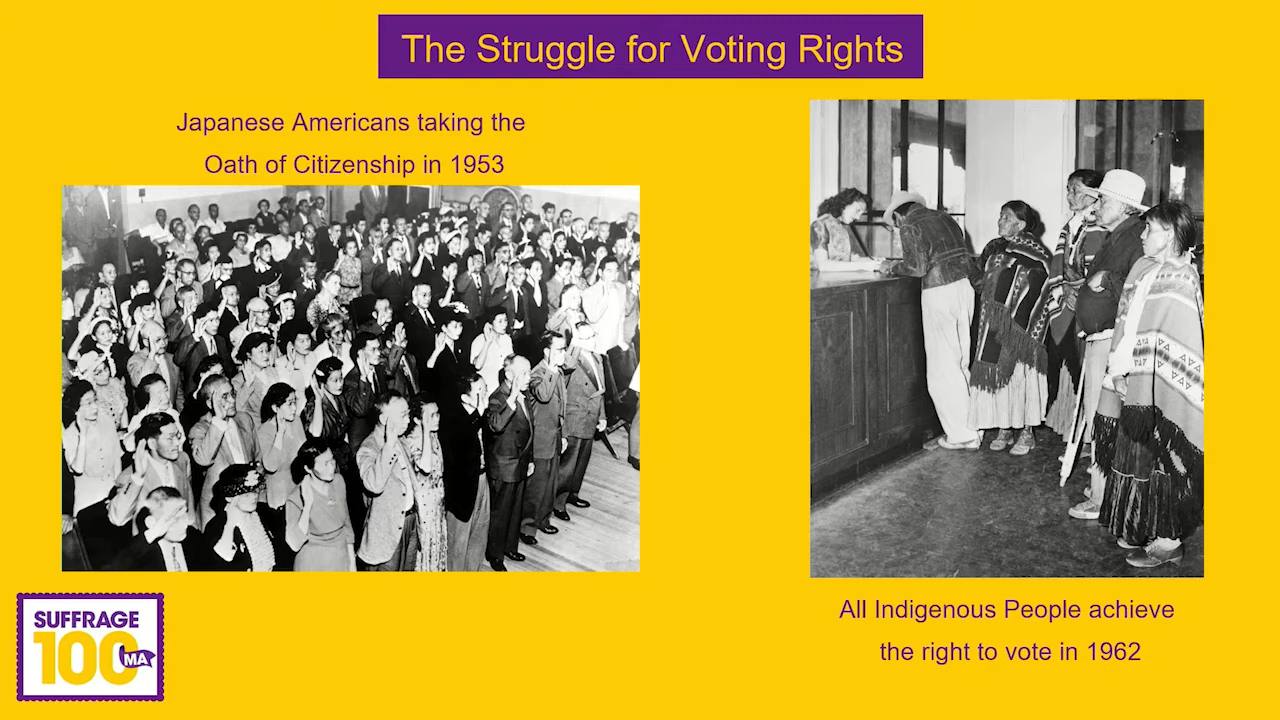 The Struggle for Voting Rights
Japanese Americans taking the
Oath of Citizenship in 1953
All Indigenous People achieve
the right to vote in 1962
SUFFRAGE
100
MA